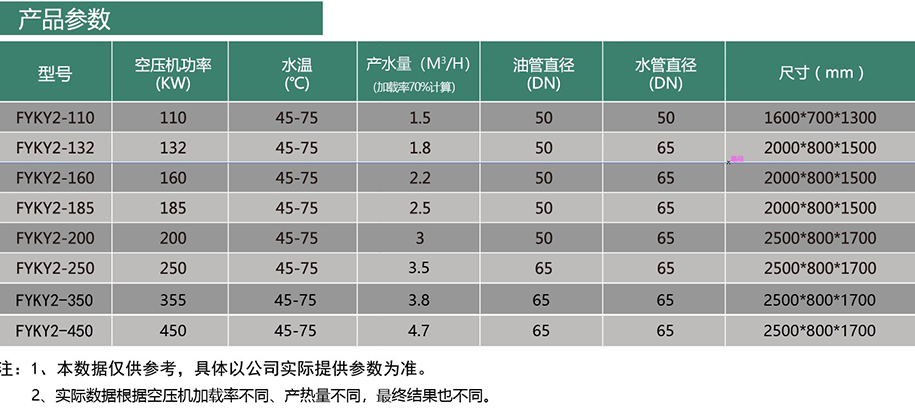 产品参数
型号 空压机功率(KW) 水温(℃) 产水量（M³/H）(加载率70%计算) 油管直径(DN) 水管直径(DN) 尺寸（mm）
FYKY2-110 110 45-75 1.5 50 50 1600*700*1300
FYKY2-132 132 45-75 1.8 50 65 2000*800*1500
FYKY2-160 160 45-75 2.2 50 65 2000*800*1500
FYKY2-185 185 45-75 2.5 50 65 2000*800*1500
FYKY2-200 200 45-75 3 50 65 2500*800*1700
FYKY2-250 250 45-75 3.5 65 65 2500*800*1700
FYKY2-350 355 45-75 3.8 65 65 2500*800*1700
FYKY2-450 450 45-75 4.7 65 65 2500*800*1700
注：1、本数据仅供参考，具体以公司实际提供参数为准。
2、实际数据根据空压机加载率不同、产热量不同，最终结果也不同。